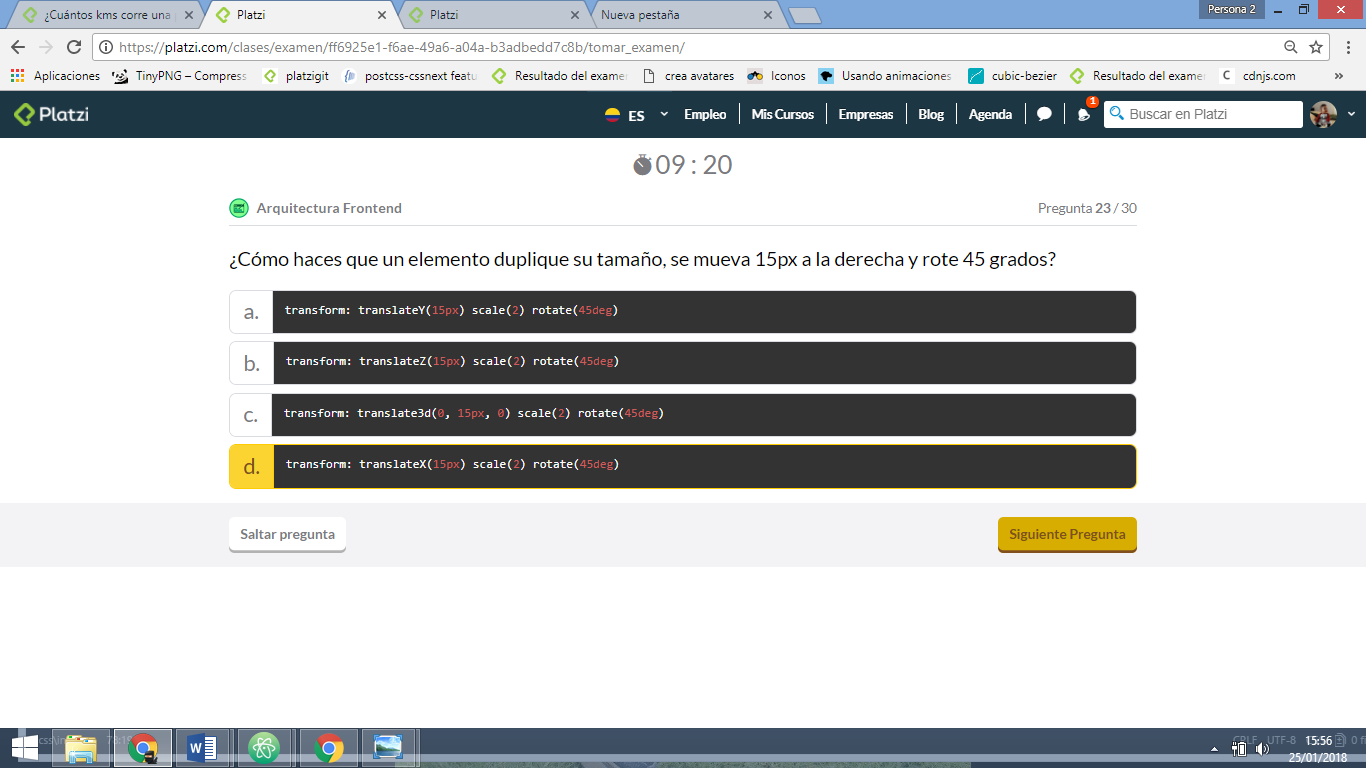 ¿Cuántos kms corre una
Platzi
Platzi
Nueva pestaña
Persona 2
https://platzi.com/clases/examen/ff6925e1-f6ae-49a6-a04a-b3adbedd7c8b/tomar_examen/
Aplicaciones
TinyPNG – Compress
platzigit
postcss-cssnext featu
Resultado del exame
crea avatares
Iconos
Usando animaciones
cubic-bezier
Resultado del exame
cdnjs.com
»
Platzi
ES
Empleo
Mis Cursos
Empresas
Blog
Agenda
1
Buscar en Platzi
09 : 20
Arquitectura Frontend
Pregunta 23 / 30
¿Cómo haces que un elemento duplique su tamaño, se mueva 15px a la derecha y rote 45 grados?
a. transform: translateY(15px) scale(2) rotate(45deg)
b. transform: translateZ(15px) scale(2) rotate(45deg)
c. transform: translate3d(0, 15px, 0) scale(2) rotate(45deg)
d. transform: translateX(15px) scale(2) rotate(45deg)
Saltar pregunta
Siguiente Pregunta
CRLF
UTF-8
15:56
25/01/2018